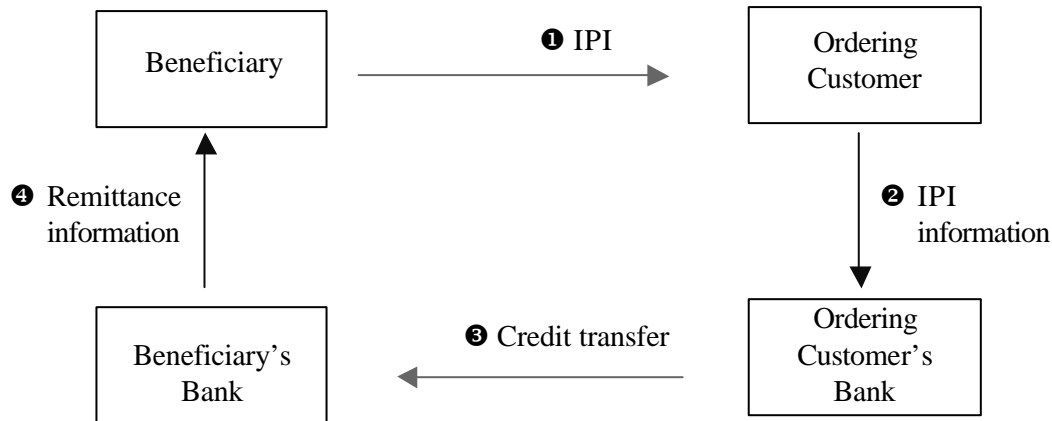 Beneficiary
❶ IPI
Ordering
Customer
❷ IPI
information
Ordering
Customer’s
Bank
❸ Credit transfer
Beneficiary’s
Bank
❹ Remittance
information